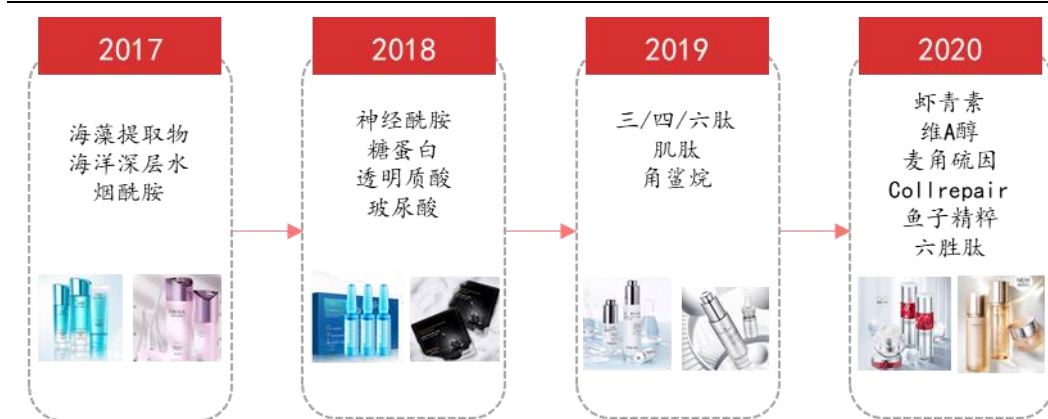 2017
海藻提取物
海洋深层水
烟酰胺
2018
神经酰胺
糖蛋白
透明质酸
玻尿酸
2019
三/四/六肽
肌肽
角鲨烷
2020
虾青素
维A醇
麦角硫因
Collrepair
鱼子精粹
六胜肽